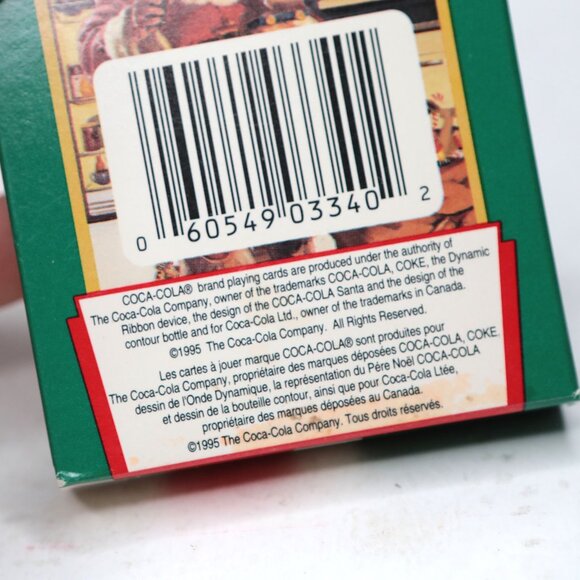 0 60549 03340 2
COCA-COLA® brand playing cards are produced under the authority of
The Coca-Cola Company, owner of the trademarks COCA-COLA, COKE, the Dynamic
Ribbon device, the design of the COCA-COLA Santa and the design of the
contour bottle and for Coca-Cola Ltd., owner of the trademarks in Canada.
©1995 The Coca-Cola Company. All Rights Reserved.
Les cartes à jouer marque COCA-COLA® sont produites pour
The Coca-Cola Company, propriétaire des marques déposées COCA-COLA, COKE,
dessin de l'Onde Dynamique, la représentation du Père Noël COCA-COLA
et dessin de la bouteille contour, ainsi que pour Coca-Cola Ltée,
propriétaire des marques déposées au Canada.
©1995 The Coca-Cola Company. Tous droits réservés.